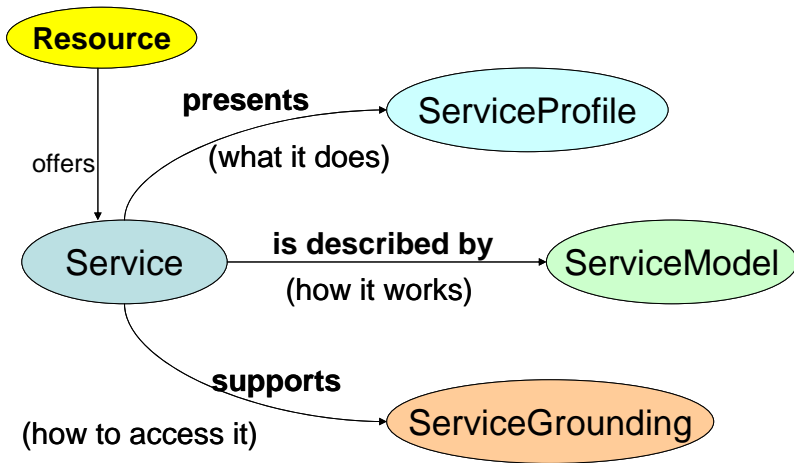 Resource
presents
ServiceProfile
(what it does)
offers
Service
is described by
ServiceModel
(how it works)
supports
ServiceGrounding
(how to access it)